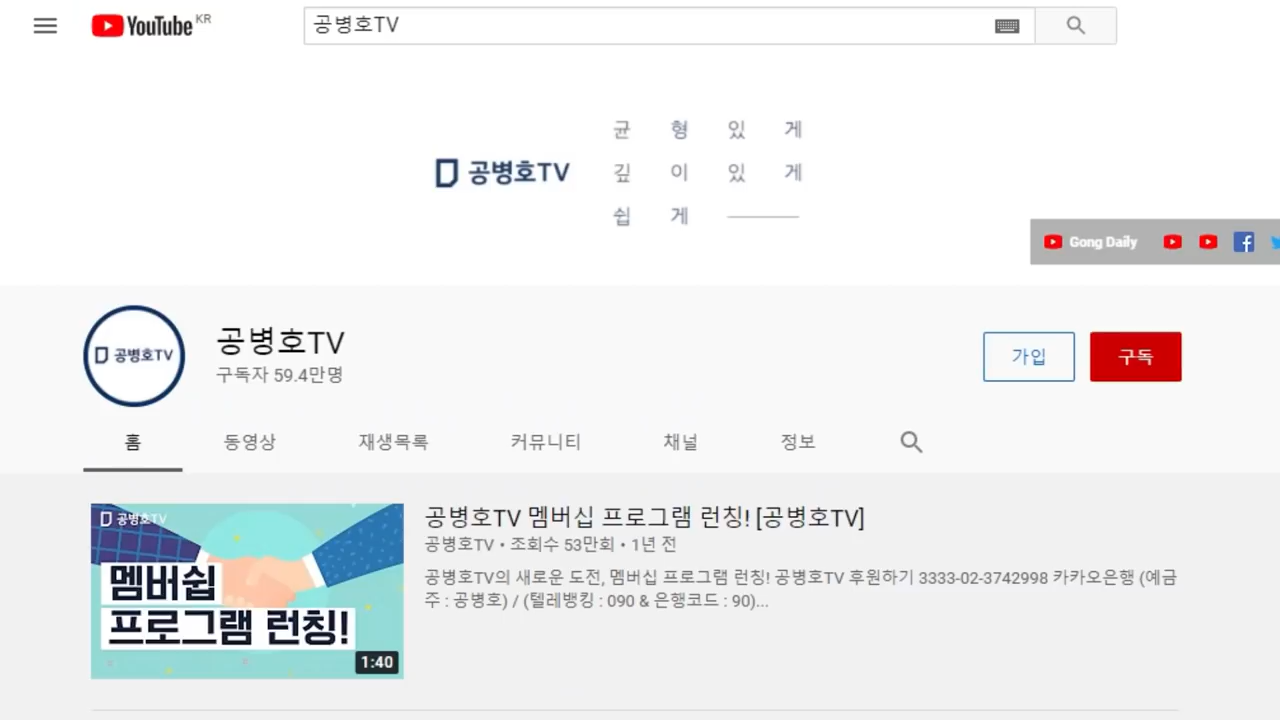 YouTube KR
공병호TV
균 형 있 게
공병호TV
깊 이 있 게
쉽 게
Gong Daily
공병호TV
공병호TV
구독자 59.4만명
가입
구독
홈 동영상 재생목록 커뮤니티 채널 정보
공병호TV
멤버쉽
프로그램 런칭!
1:40
공병호TV 멤버십 프로그램 런칭! [공병호TV]
공병호TV • 조회수 53만회 • 1년 전
공병호TV의 새로운 도전, 멤버십 프로그램 런칭! 공병호TV 후원하기 3333-02-3742998 카카오은행 (예금
주 : 공병호) / (텔레뱅킹 : 090 & 은행코드 : 90)...